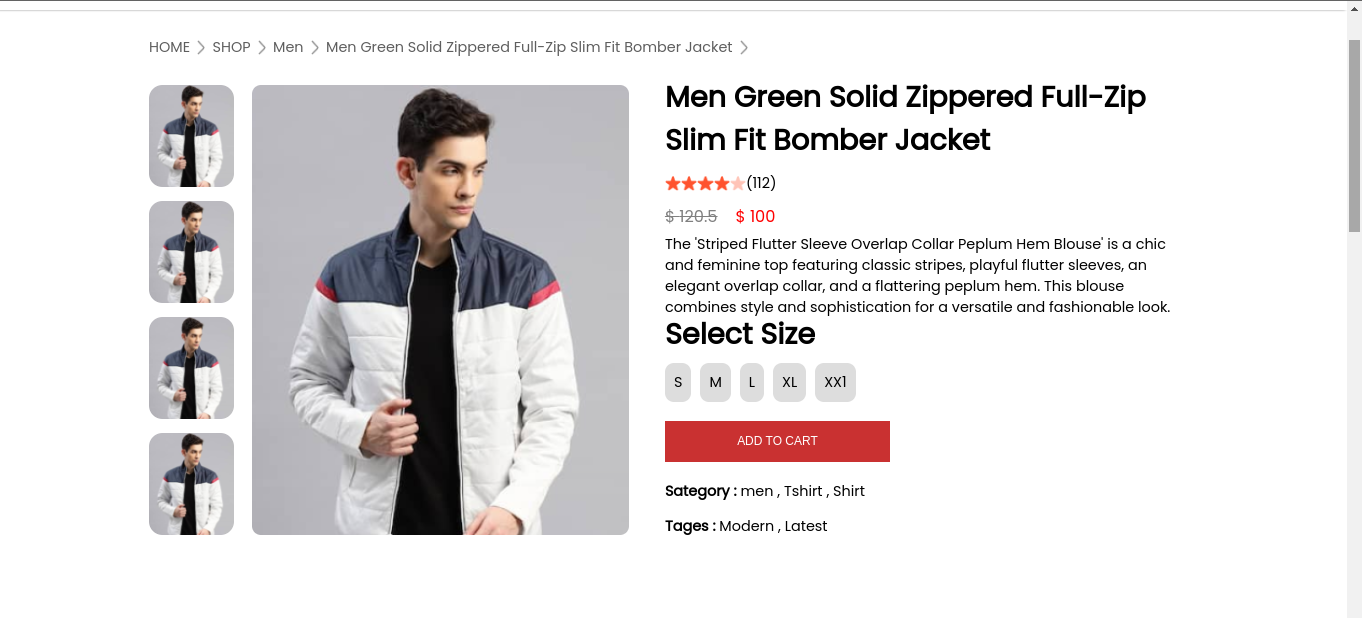 HOME SHOP Men Men Green Solid Zippered Full-Zip Slim Fit Bomber Jacket
Men Green Solid Zippered Full-Zip
Slim Fit Bomber Jacket
(112)
$ 120.5 $ 100
The 'Striped Flutter Sleeve Overlap Collar Peplum Hem Blouse' is a chic
and feminine top featuring classic stripes, playful flutter sleeves, an
elegant overlap collar, and a flattering peplum hem. This blouse
combines style and sophistication for a versatile and fashionable look.
Select Size
S M L XL XX1
ADD TO CART
Sategory : men , Tshirt , Shirt
Tages : Modern , Latest